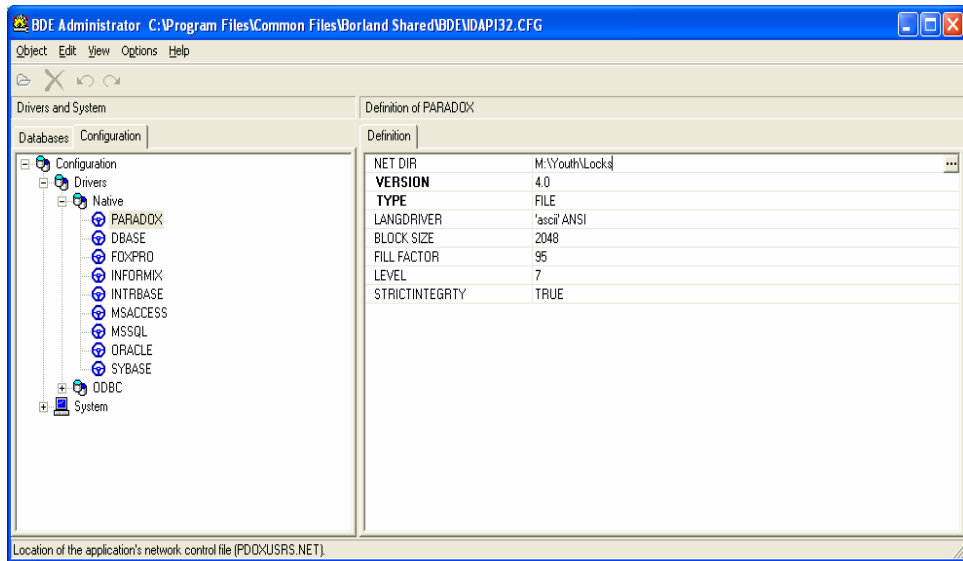 BDE Administrator C:\Program Files\Common Files\Borland Shared\BDE\IDAPI32.CFG
Object Edit View Options Help
Drivers and System
Definition of PARADOX
Databases Configuration
Definition
Configuration
Drivers
Native
PARADOX
DBASE
FOXPRO
INFORMIX
INTRBASE
MSACCESS
MSSQL
ORACLE
SYBASE
ODBC
System
NET DIR M:\Youth\Locks ...
VERSION 4.0
TYPE FILE
LANGDRIVER 'ascii' ANSI
BLOCK SIZE 2048
FILL FACTOR 95
LEVEL 7
STRICTINTEGRTY TRUE
Location of the application's network control file (PDOXUSRS.NET).